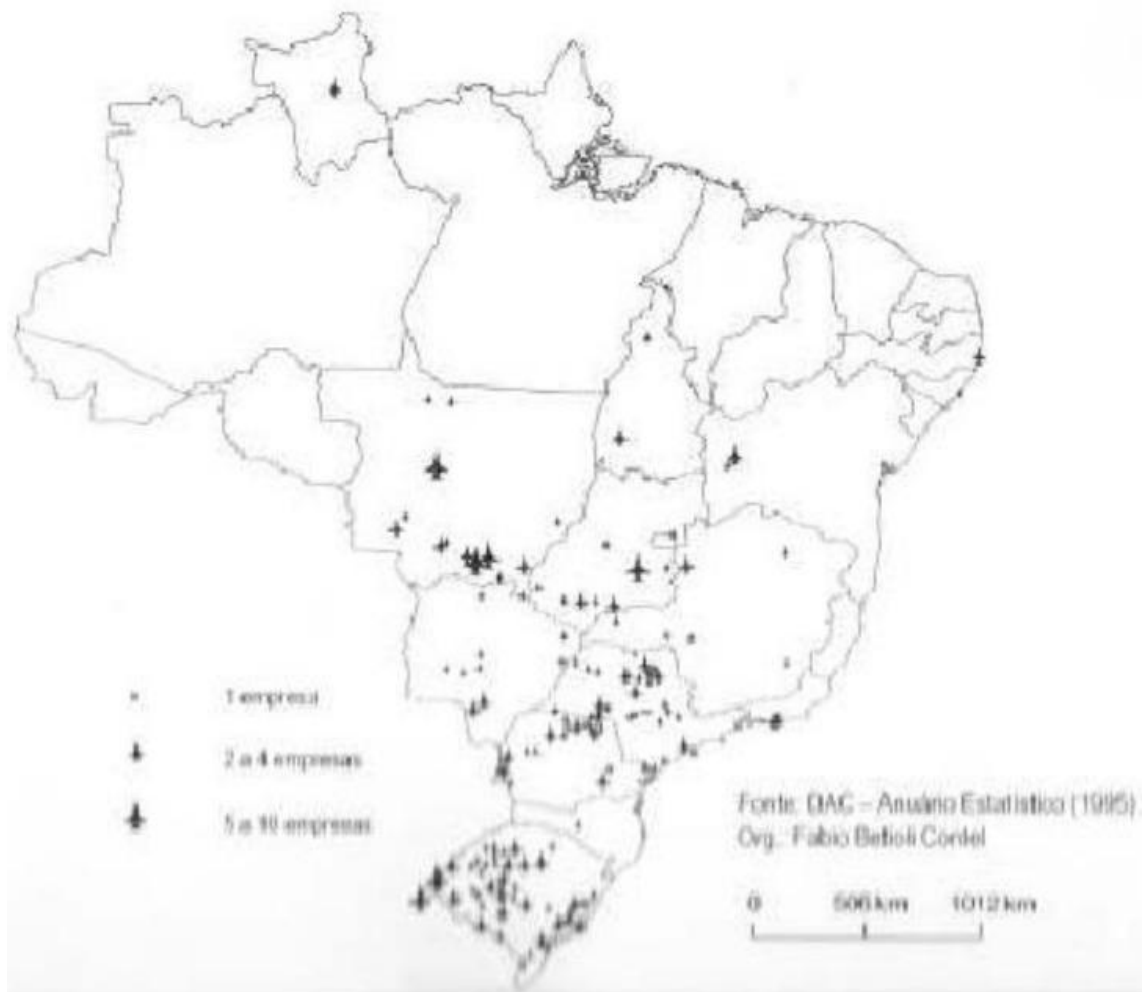 1 empresa
2 a 4 empresas
5 a 10 empresas
Fonte: DAC – Anuário Estatístico (1995)
Org.: Fabio Betioli Contel
0 506 km 1012 km